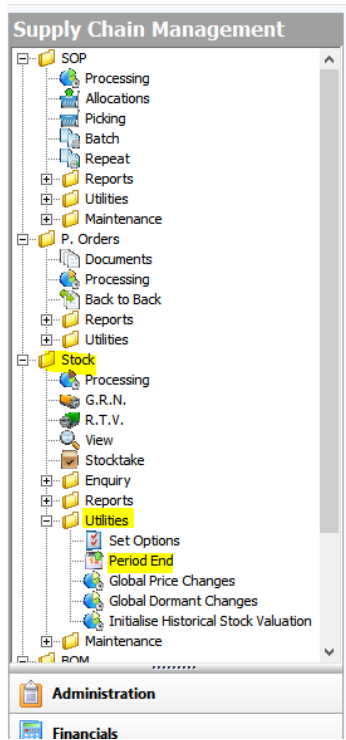 Supply Chain Management
SOP
Processing
Allocations
Picking
Batch
Repeat
Reports
Utilities
Maintenance
P. Orders
Documents
Processing
Back to Back
Reports
Utilities
Stock
Processing
G.R.N.
R.T.V.
View
Stocktake
Enquiry
Reports
Utilities
Set Options
Period End
Global Price Changes
Global Dormant Changes
Initialise Historical Stock Valuation
Maintenance
BOM
Administration
Financials